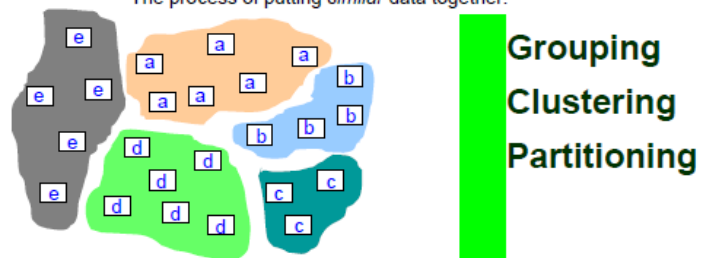 The process of putting similar data together.
e
a
a
a
b
e
e
a
a
a
b
b
b
e
d
d
d
c
c
e
d
d
d
c
Grouping
Clustering
Partitioning